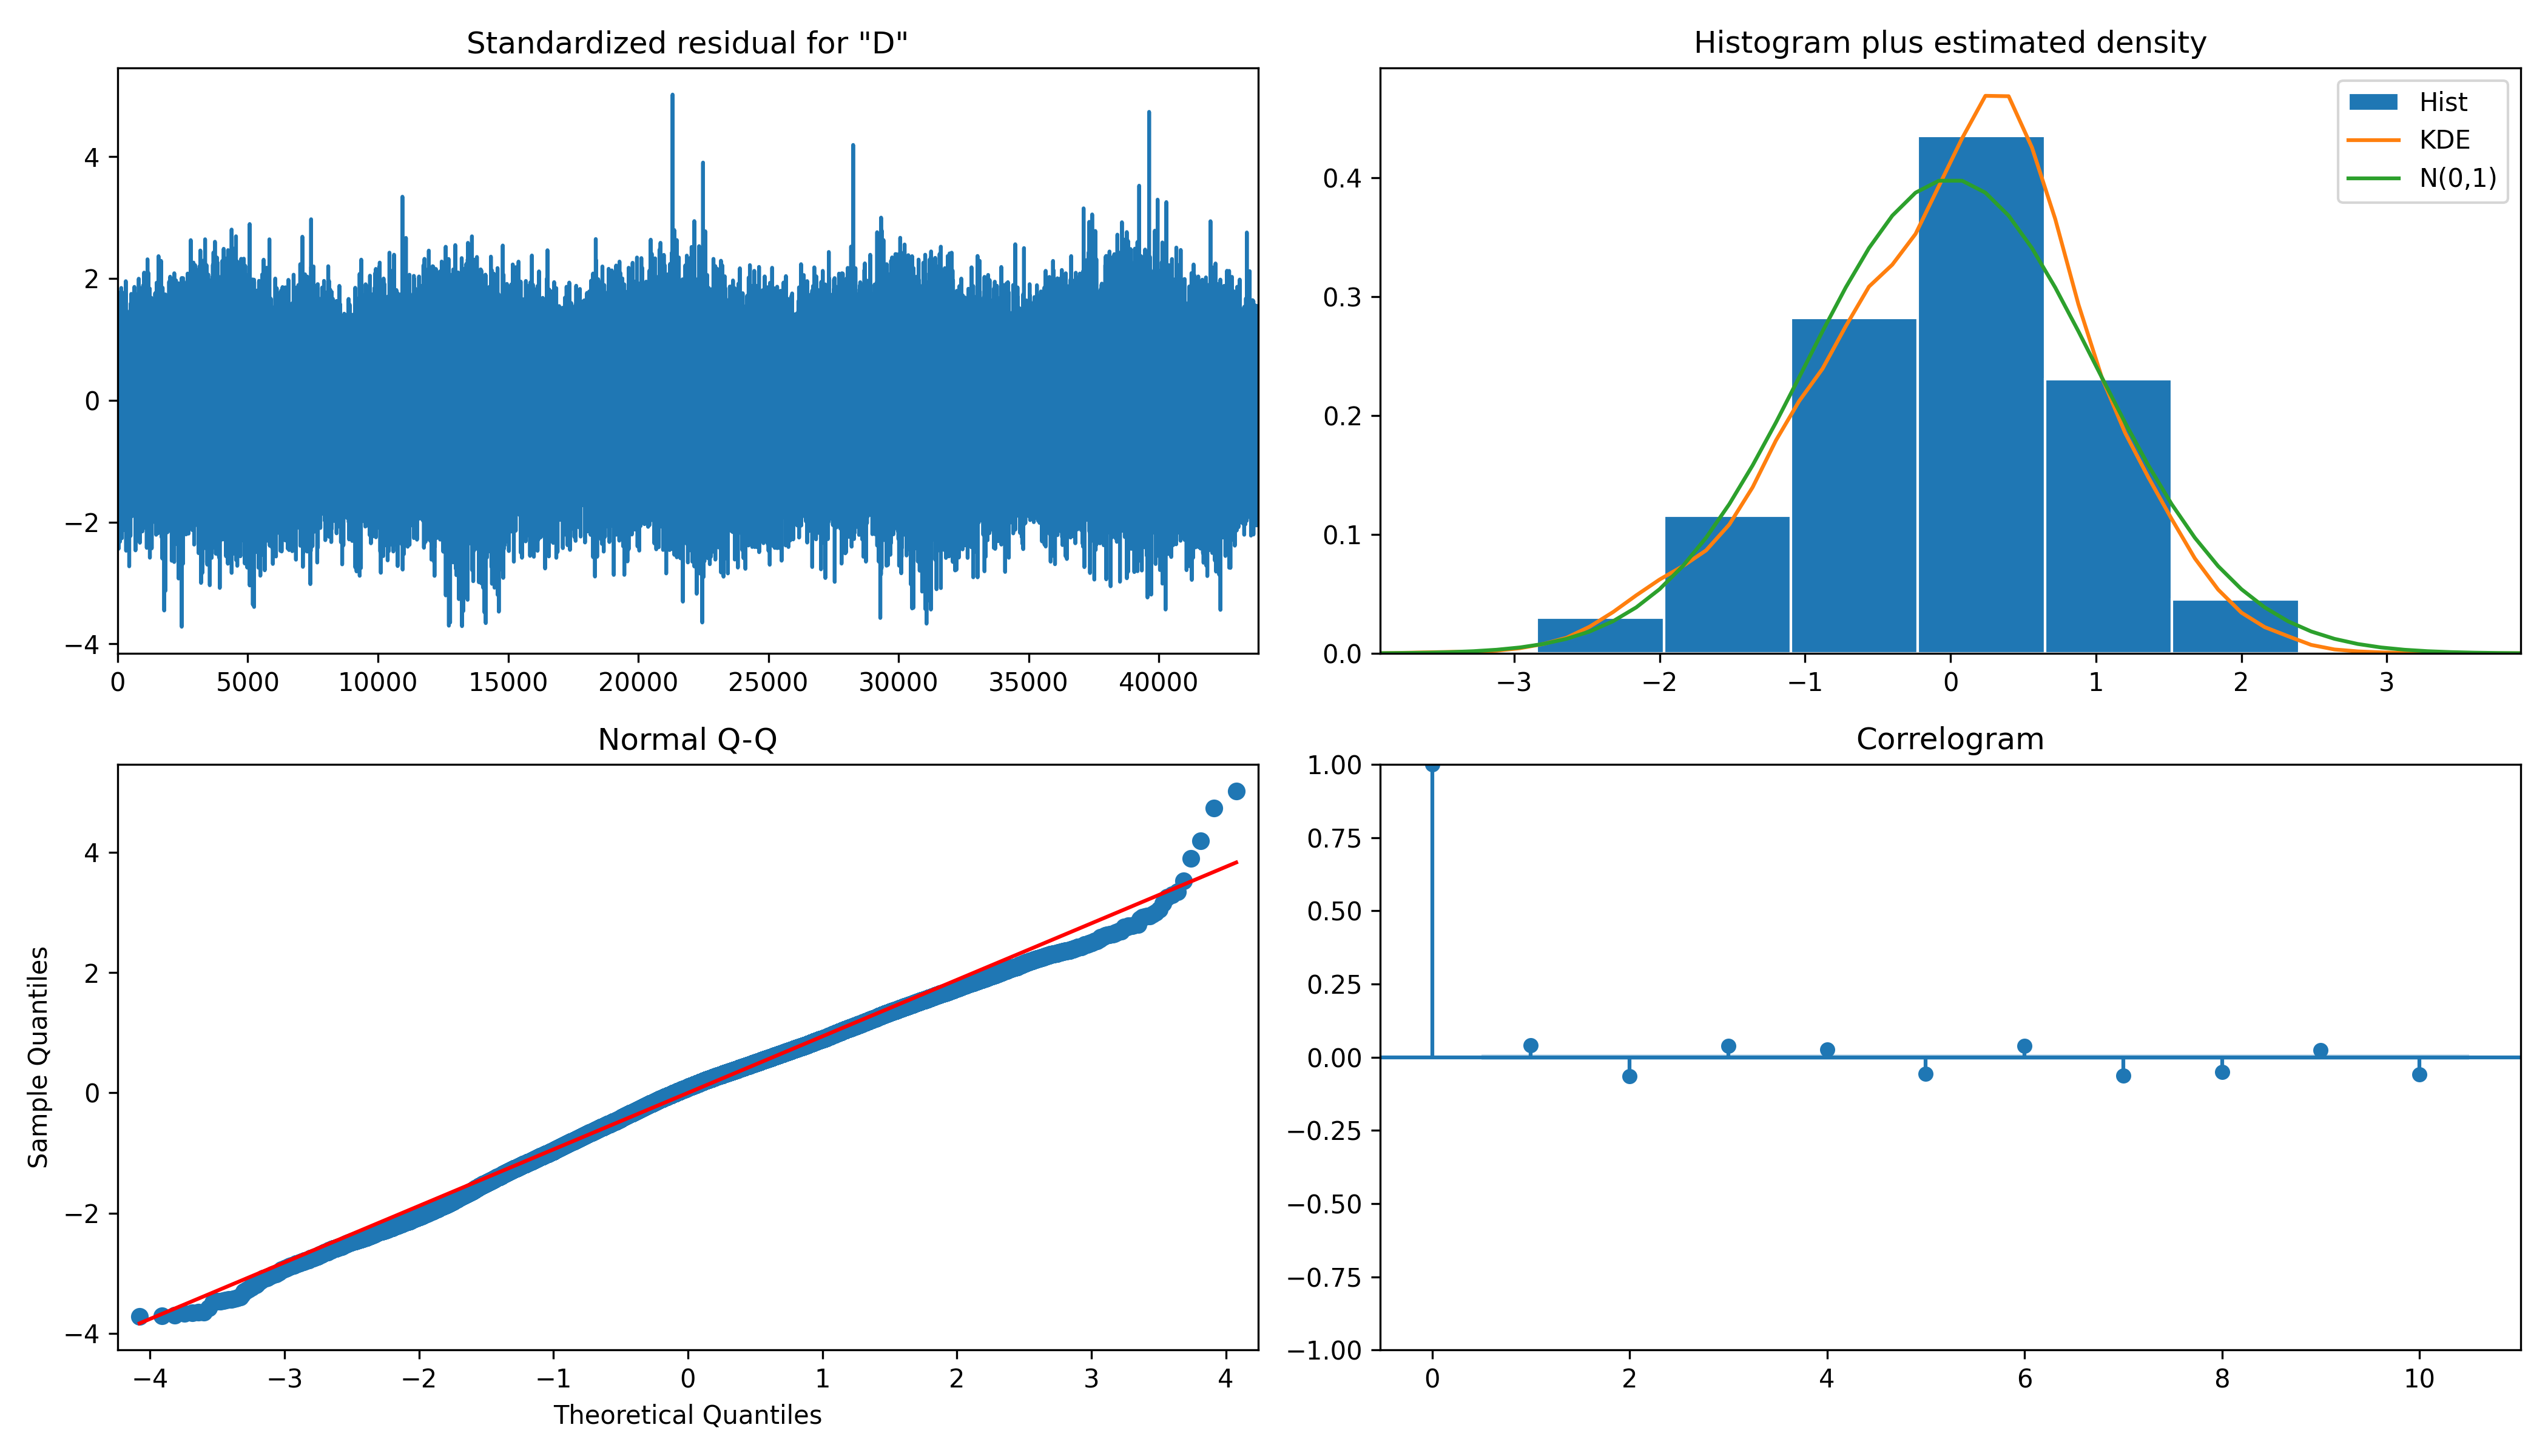 Standardized residual for "D"
4
2
0
−2
−4
0 5000 10000 15000 20000 25000 30000 35000 40000
Histogram plus estimated density
Hist
KDE
N(0,1)
0.4
0.3
0.2
0.1
0.0
−3 −2 −1 0 1 2 3
Normal Q-Q
Sample Quantiles
4
2
0
−2
−4
−4 −3 −2 −1 0 1 2 3 4
Theoretical Quantiles
Correlogram
1.00
0.75
0.50
0.25
0.00
−0.25
−0.50
−0.75
−1.00
0 2 4 6 8 10